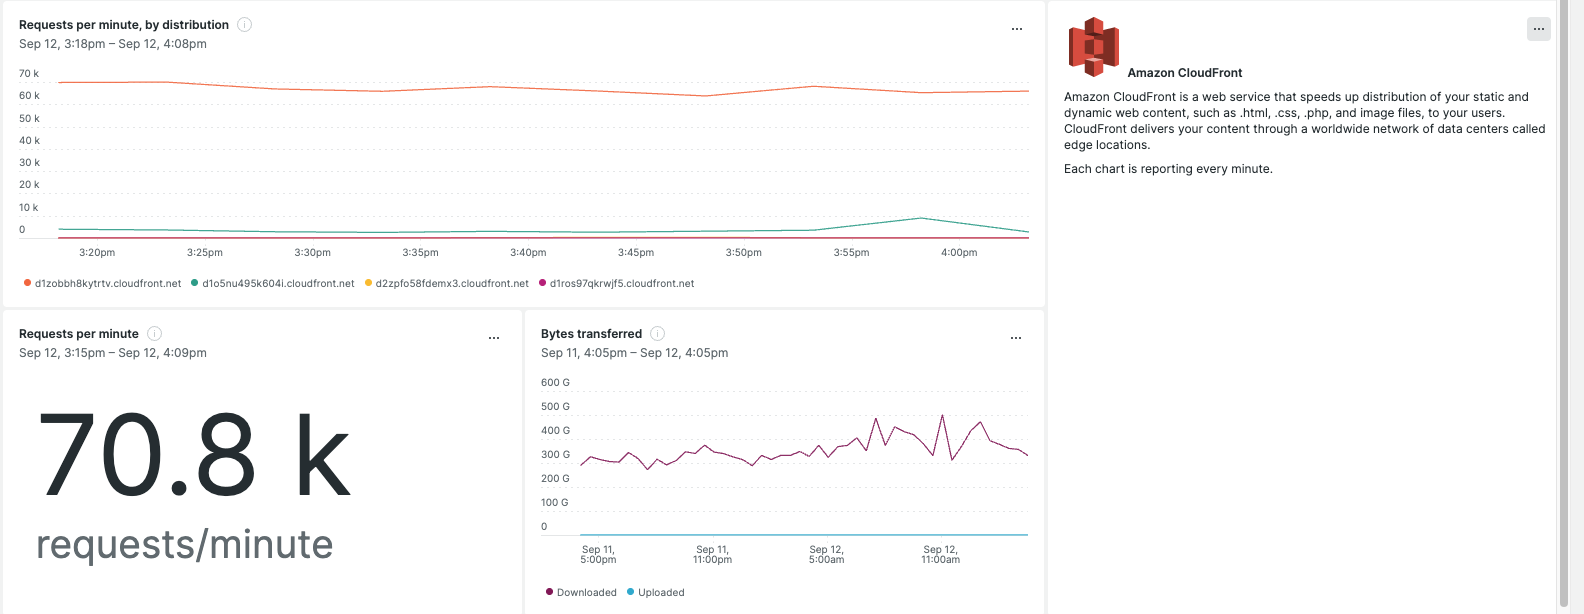 Requests per minute, by distribution
Sep 12, 3:18pm – Sep 12, 4:08pm
70 k
60 k
50 k
40 k
30 k
20 k
10 k
0
3:20pm 3:25pm 3:30pm 3:35pm 3:40pm 3:45pm 3:50pm 3:55pm 4:00pm
d1zobbh8kytrtv.cloudfront.net d1o5nu495k604i.cloudfront.net d2zpfo58fdemx3.cloudfront.net d1ros97qkrwjf5.cloudfront.net
Amazon CloudFront
Amazon CloudFront is a web service that speeds up distribution of your static and
dynamic web content, such as .html, .css, .php, and image files, to your users.
CloudFront delivers your content through a worldwide network of data centers called
edge locations.
Each chart is reporting every minute.
Requests per minute
Sep 12, 3:15pm – Sep 12, 4:09pm
70.8 k
requests/minute
Bytes transferred
Sep 11, 4:05pm – Sep 12, 4:05pm
600 G
500 G
400 G
300 G
200 G
100 G
0
Sep 11, Sep 11, Sep 12, Sep 12,
5:00pm 11:00pm 5:00am 11:00am
Downloaded Uploaded